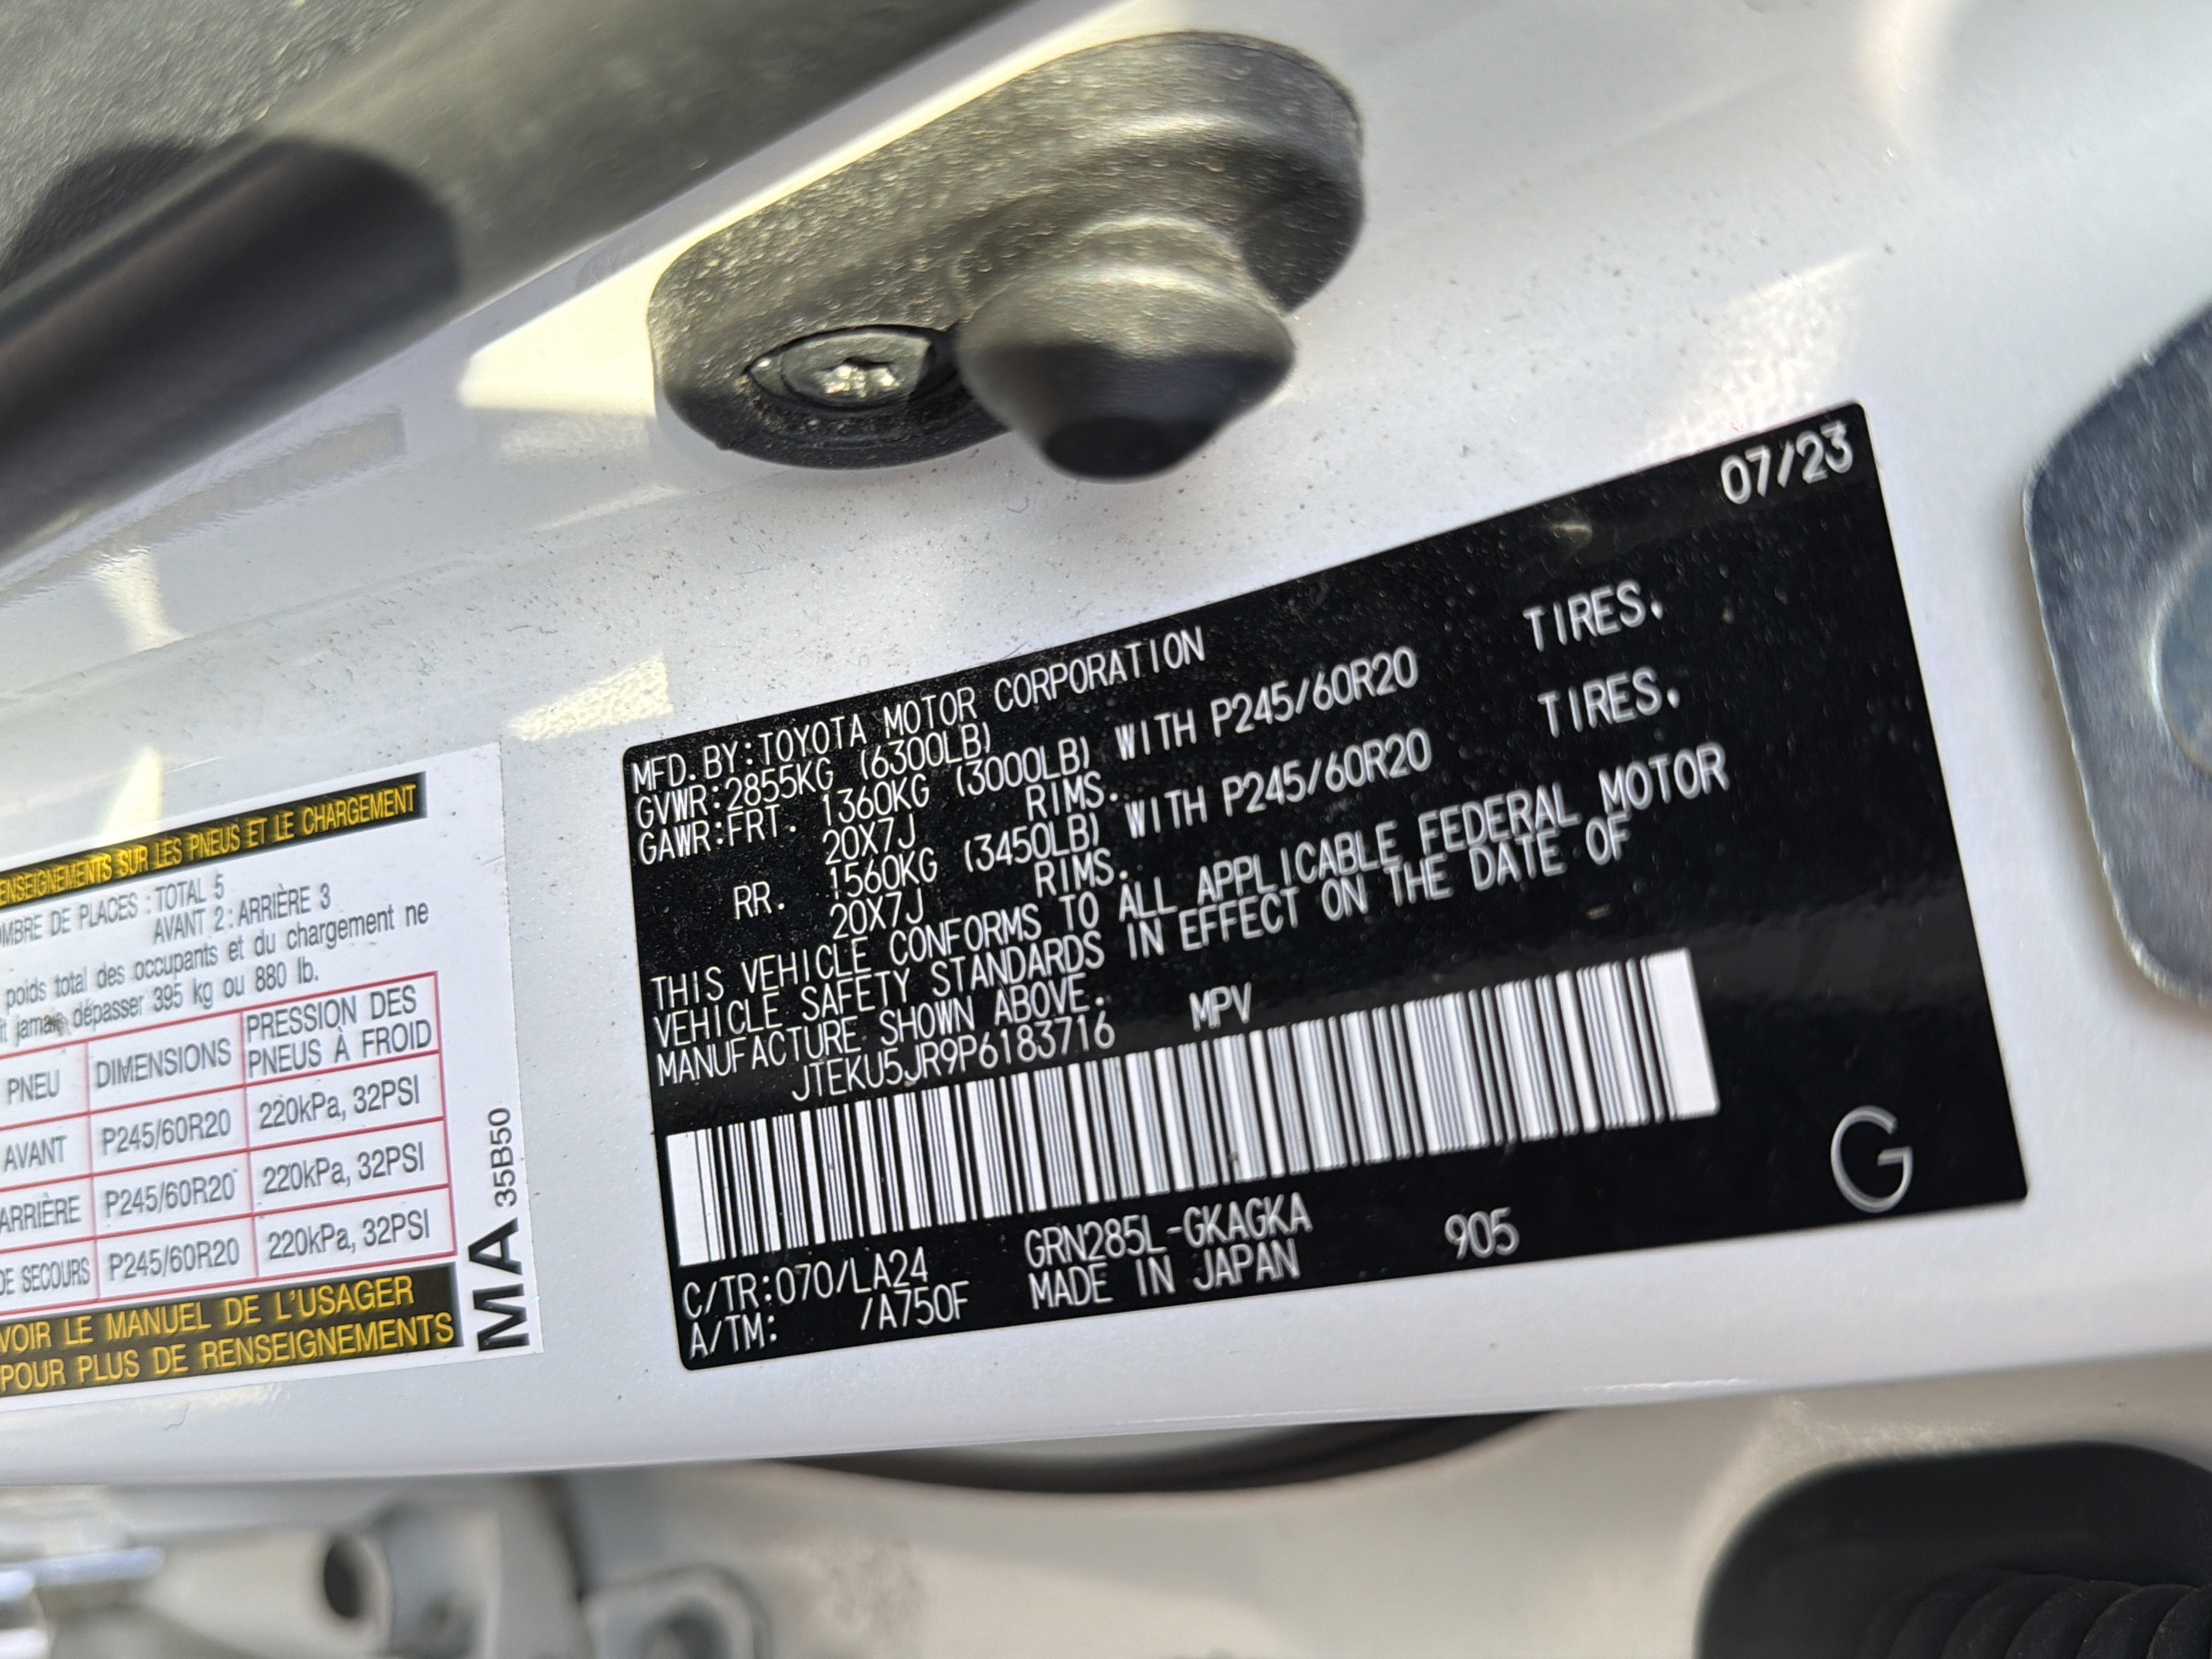 RENSEIGNEMENTS SUR LES PNEUS ET LE CHARGEMENT
NOMBRE DE PLACES : TOTAL 5
AVANT 2 : ARRIÈRE 3
poids total des occupants et du chargement ne
jamais dépasser 395 kg ou 880 lb.
PNEU DIMENSIONS PRESSION DES PNEUS À FROID
AVANT P245/60R20 220kPa, 32PSI
ARRIÈRE P245/60R20 220kPa, 32PSI
DE SECOURS P245/60R20 220kPa, 32PSI
VOIR LE MANUEL DE L'USAGER
POUR PLUS DE RENSEIGNEMENTS
MA 35B50
07/23
MFD. BY:TOYOTA MOTOR CORPORATION
GVWR:2855KG (6300LB)
GAWR:FRT. 1360KG (3000LB) WITH P245/60R20 TIRES.
20X7J RIMS.
RR. 1560KG (3450LB) WITH P245/60R20 TIRES.
20X7J RIMS.
THIS VEHICLE CONFORMS TO ALL APPLICABLE FEDERAL MOTOR
VEHICLE SAFETY STANDARDS IN EFFECT ON THE DATE OF
MANUFACTURE SHOWN ABOVE.
JTEKU5JR9P6183716 MPV
C/TR:070/LA24 GRN285L-GKAGKA
A/TM: /A750F MADE IN JAPAN 905
G